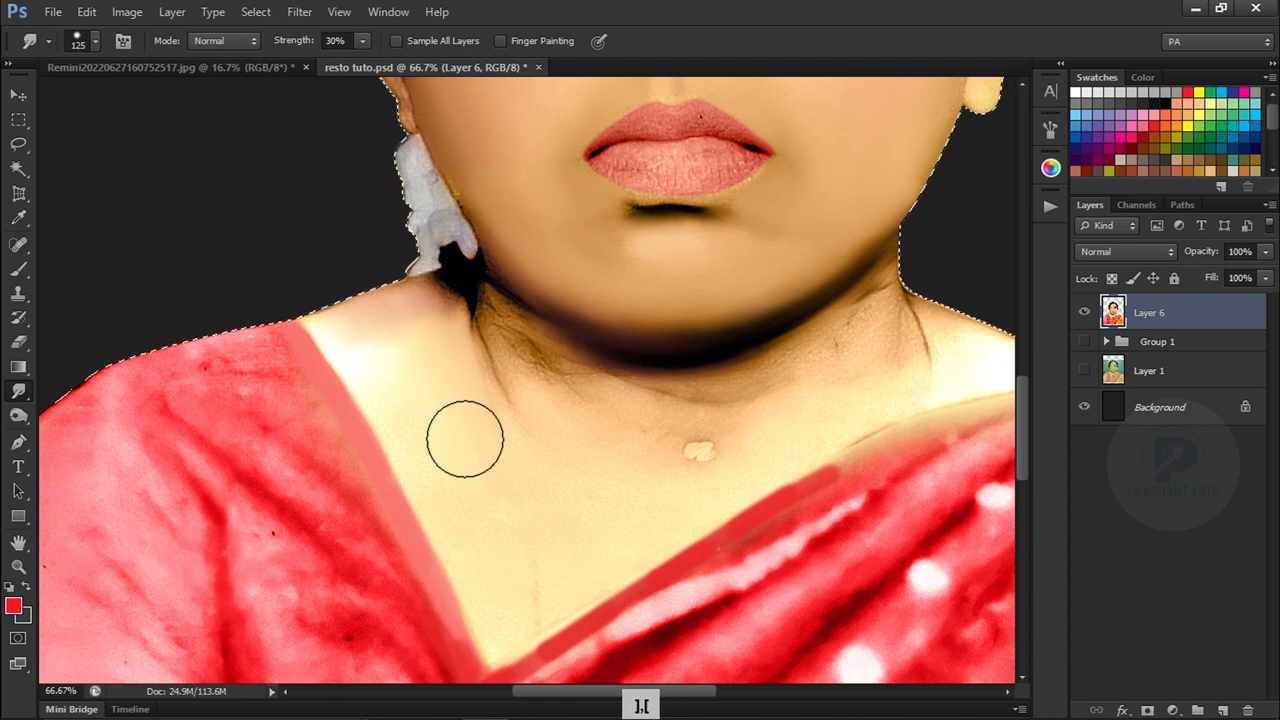 Ps File Edit Image Layer Type Select Filter View Window Help
125 Mode: Normal Strength: 30% Sample All Layers Finger Painting PA
Remini20220627160752517.jpg @ 16.7% (RGB/8*) * × resto tuto.psd @ 66.7% (Layer 6, RGB/8) * ×
Swatches Color
Layers Channels Paths
Kind
Normal Opacity: 100%
Lock: Fill: 100%
Layer 6
Group 1
Layer 1
Background
PRASHANT ARTS
66.67% Doc: 24.9M/113.6M
Mini Bridge Timeline
],[